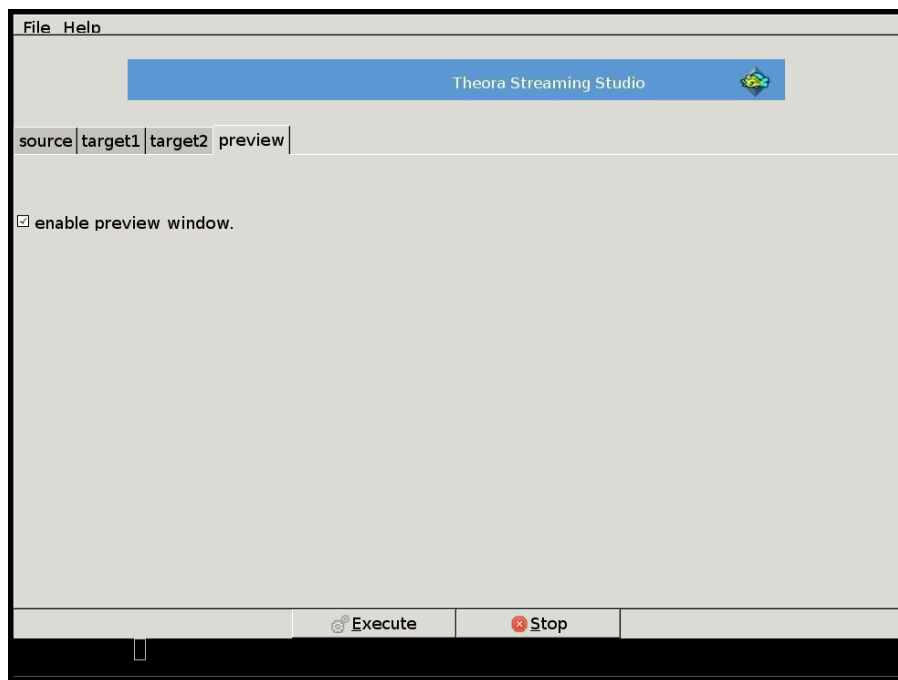 File Help
Theora Streaming Studio
source target1 target2 preview
enable preview window.
Execute Stop